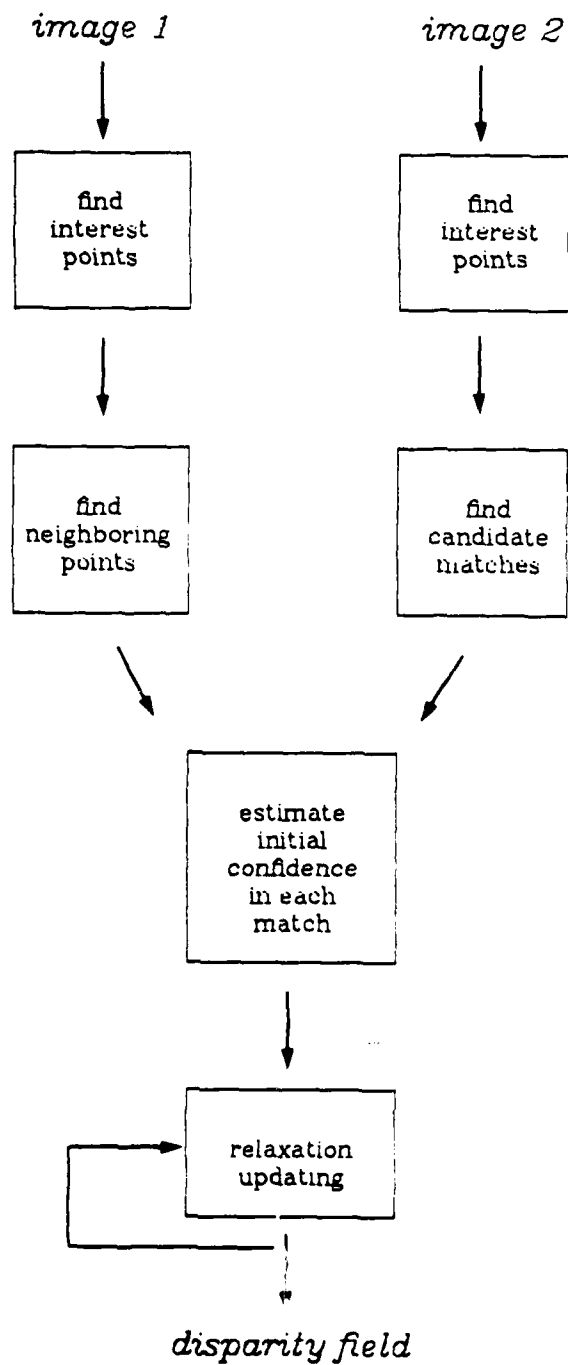 image 1
image 2
find
interest
points
find
interest
points
find
neighboring
points
find
candidate
matches
estimate
initial
confidence
in each
match
relaxation
updating
disparity field